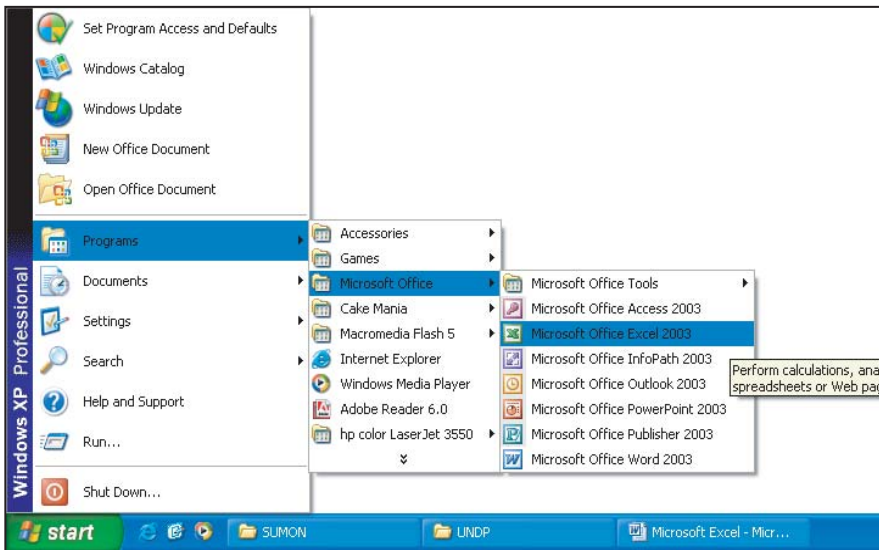 Set Program Access and Defaults
Windows Catalog
Windows Update
New Office Document
Open Office Document
Programs
Documents
Settings
Search
Help and Support
Run...
Shut Down...
Windows XP Professional
Accessories
Games
Microsoft Office
Cake Mania
Macromedia Flash 5
Internet Explorer
Windows Media Player
Adobe Reader 6.0
hp color LaserJet 3550
Microsoft Office Tools
Microsoft Office Access 2003
Microsoft Office Excel 2003
Microsoft Office InfoPath 2003
Microsoft Office Outlook 2003
Microsoft Office PowerPoint 2003
Microsoft Office Publisher 2003
Microsoft Office Word 2003
Perform calculations, ana
spreadsheets or Web pag
start
SUMON
UNDP
Microsoft Excel - Micr...